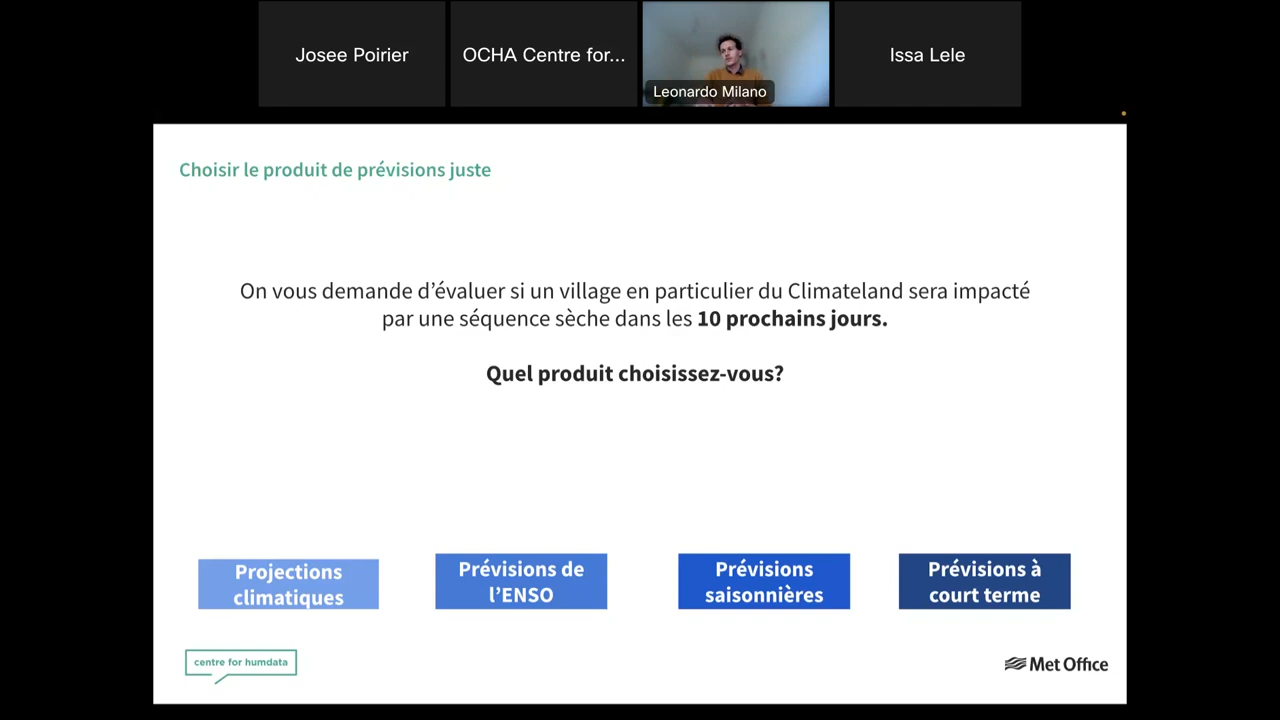 Josee Poirier
OCHA Centre for...
Leonardo Milano
Issa Lele
Choisir le produit de prévisions juste
On vous demande d'évaluer si un village en particulier du Climateland sera impacté
par une séquence sèche dans les 10 prochains jours.
Quel produit choisissez-vous?
Projections
climatiques
Prévisions de
l'ENSO
Prévisions
saisonnières
Prévisions à
court terme
centre for humdata
Met Office